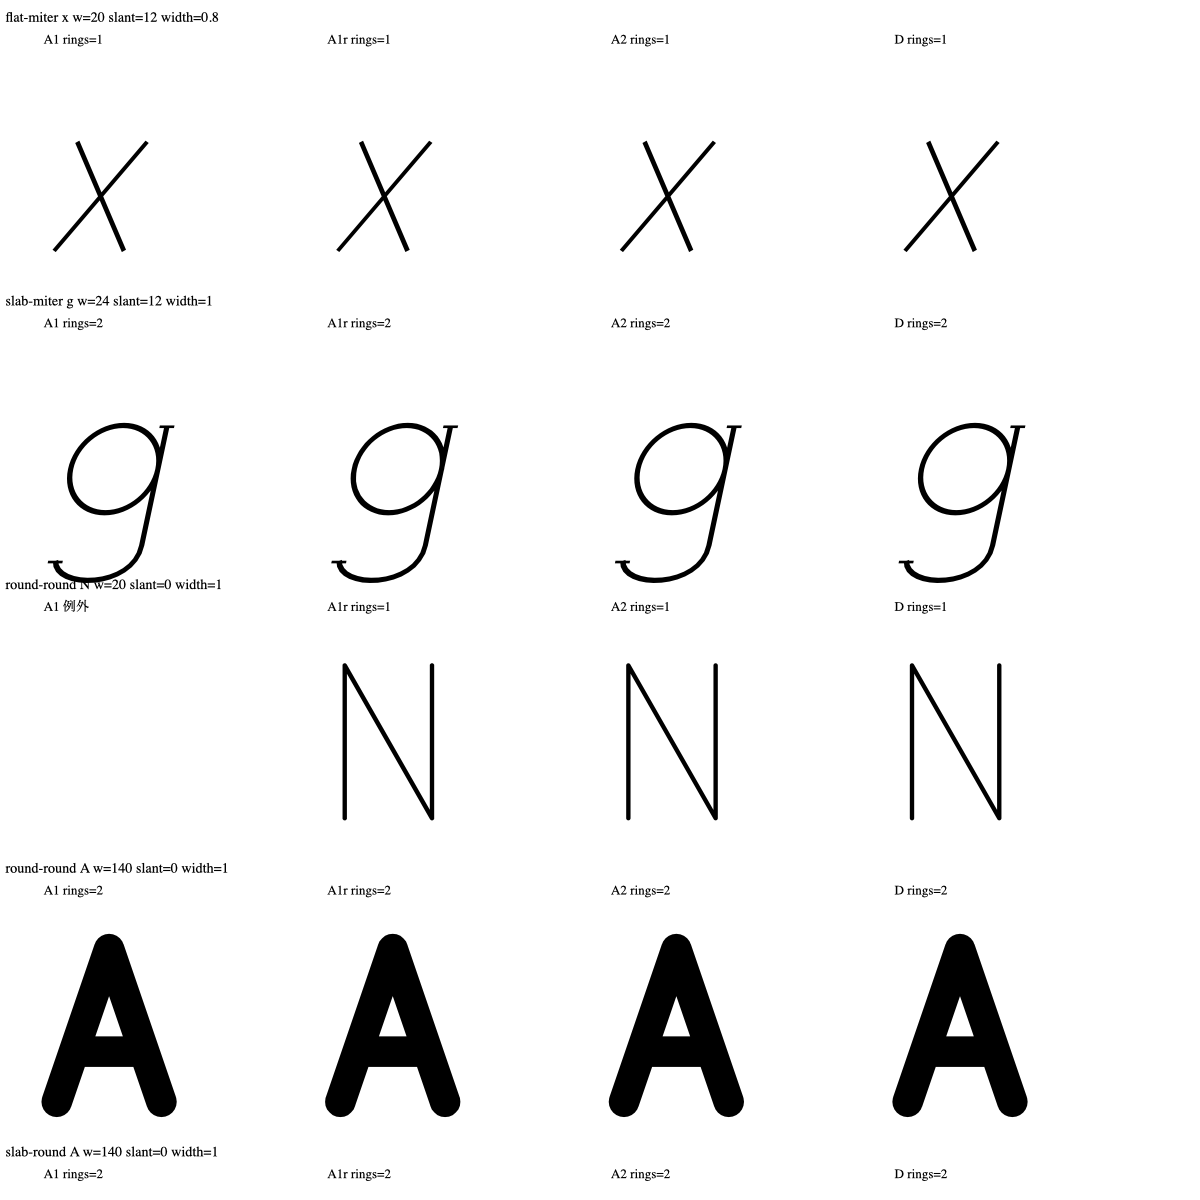 flat-miter x w=20 slant=12 width=0.8
A1 rings=1 A1r rings=1 A2 rings=1 D rings=1
X X X X
slab-miter g w=24 slant=12 width=1
A1 rings=2 A1r rings=2 A2 rings=2 D rings=2
g g g g
round-round N w=20 slant=0 width=1
A1 例外 A1r rings=1 A2 rings=1 D rings=1
N N N
round-round A w=140 slant=0 width=1
A1 rings=2 A1r rings=2 A2 rings=2 D rings=2
A A A A
slab-round A w=140 slant=0 width=1
A1 rings=2 A1r rings=2 A2 rings=2 D rings=2